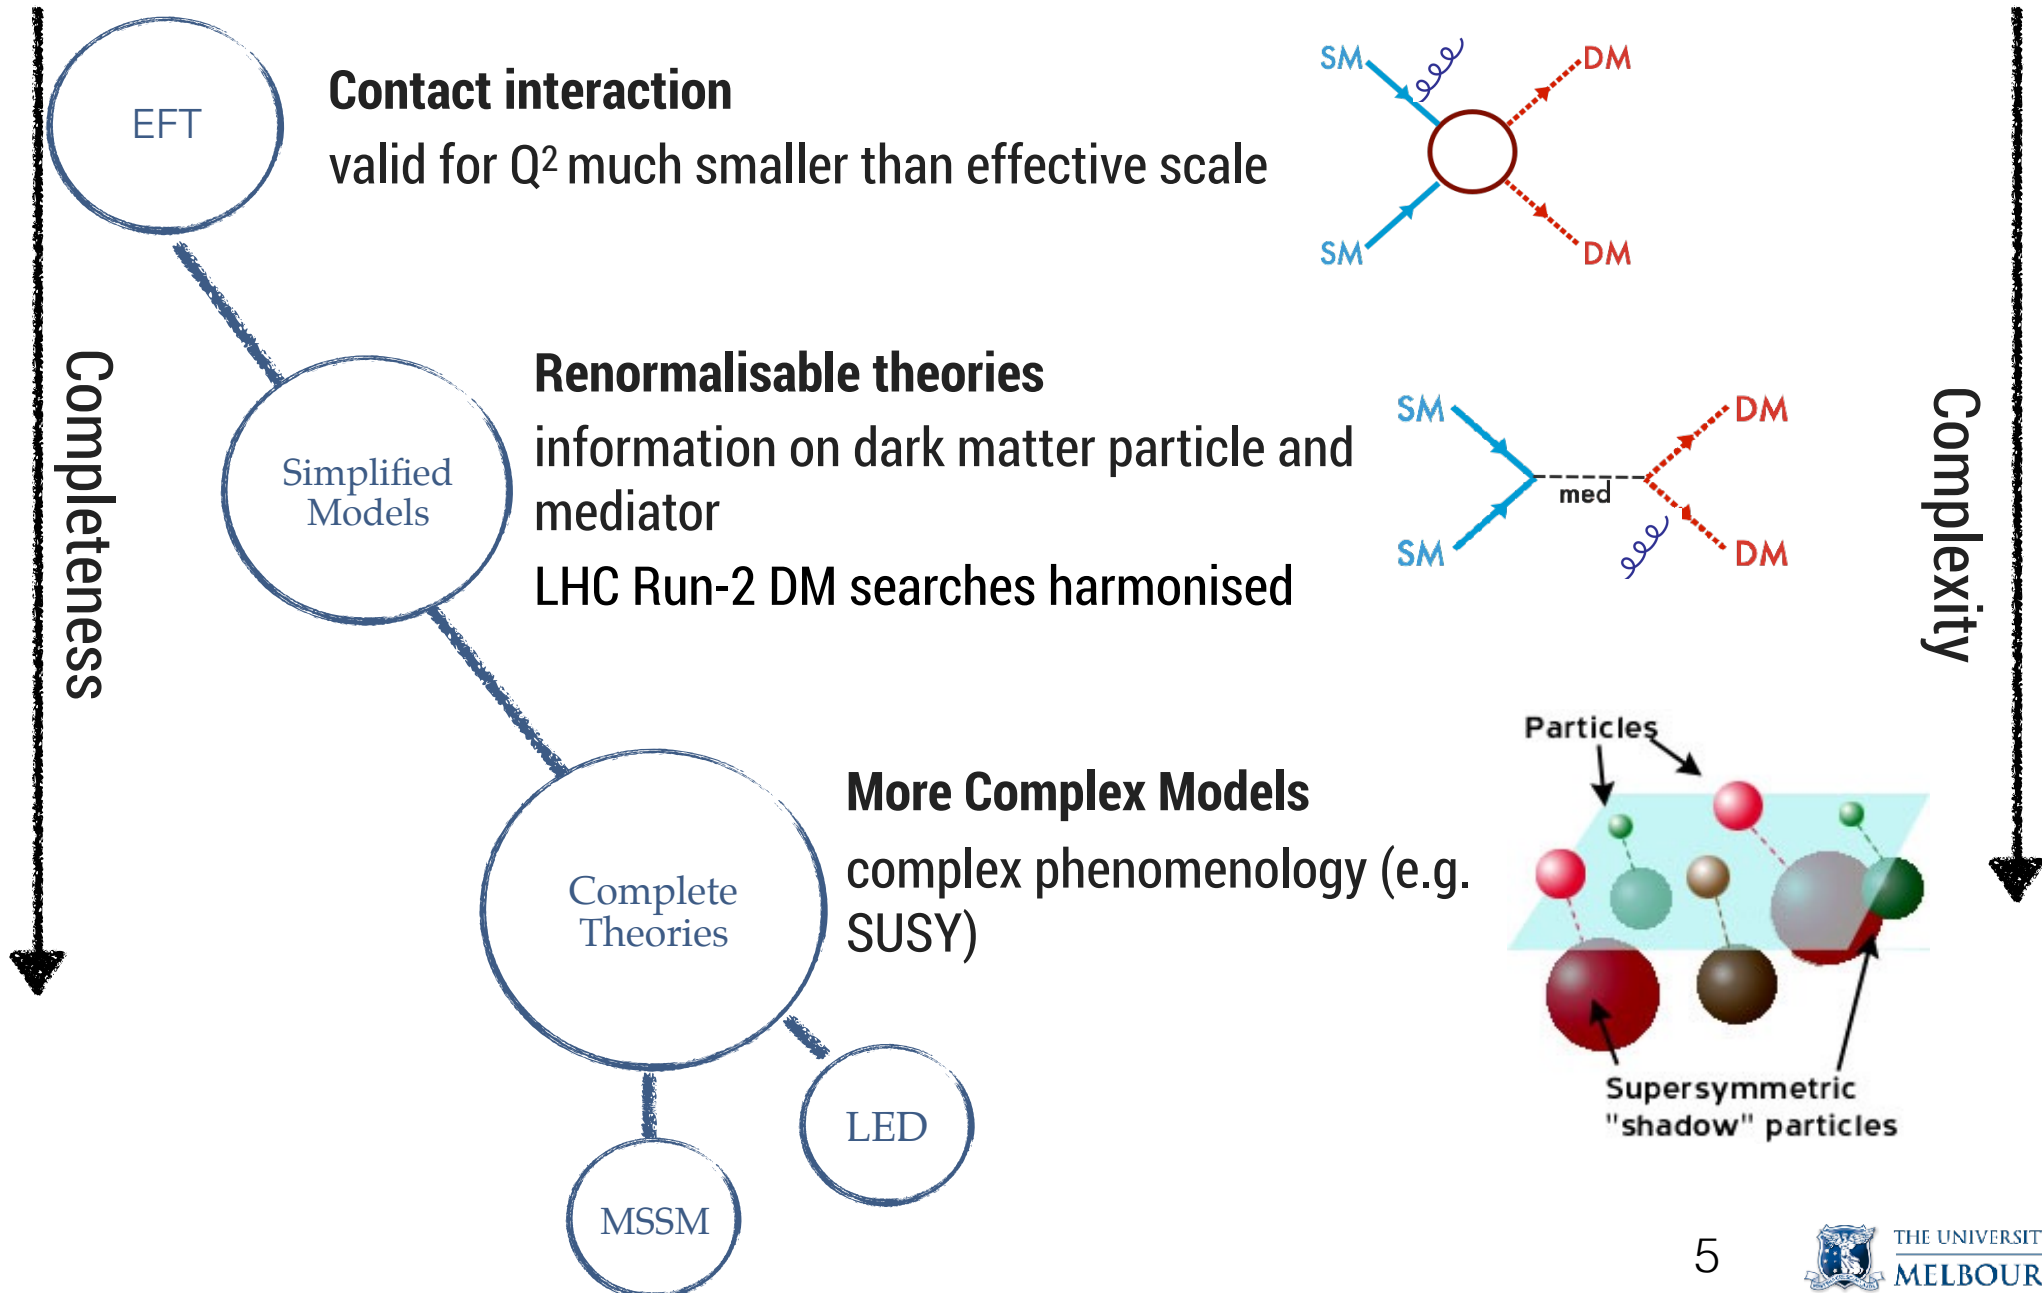 EFT
Contact interaction
valid for Q² much smaller than effective scale
SM
DM
SM
DM
Completeness
Complexity
Simplified
Models
Renormalisable theories
information on dark matter particle and
mediator
LHC Run-2 DM searches harmonised
SM
DM
med
SM
DM
Complete
Theories
More Complex Models
complex phenomenology (e.g.
SUSY)
Particles
Supersymmetric
"shadow" particles
LED
MSSM
5
THE UNIVERSIT
MELBOUR